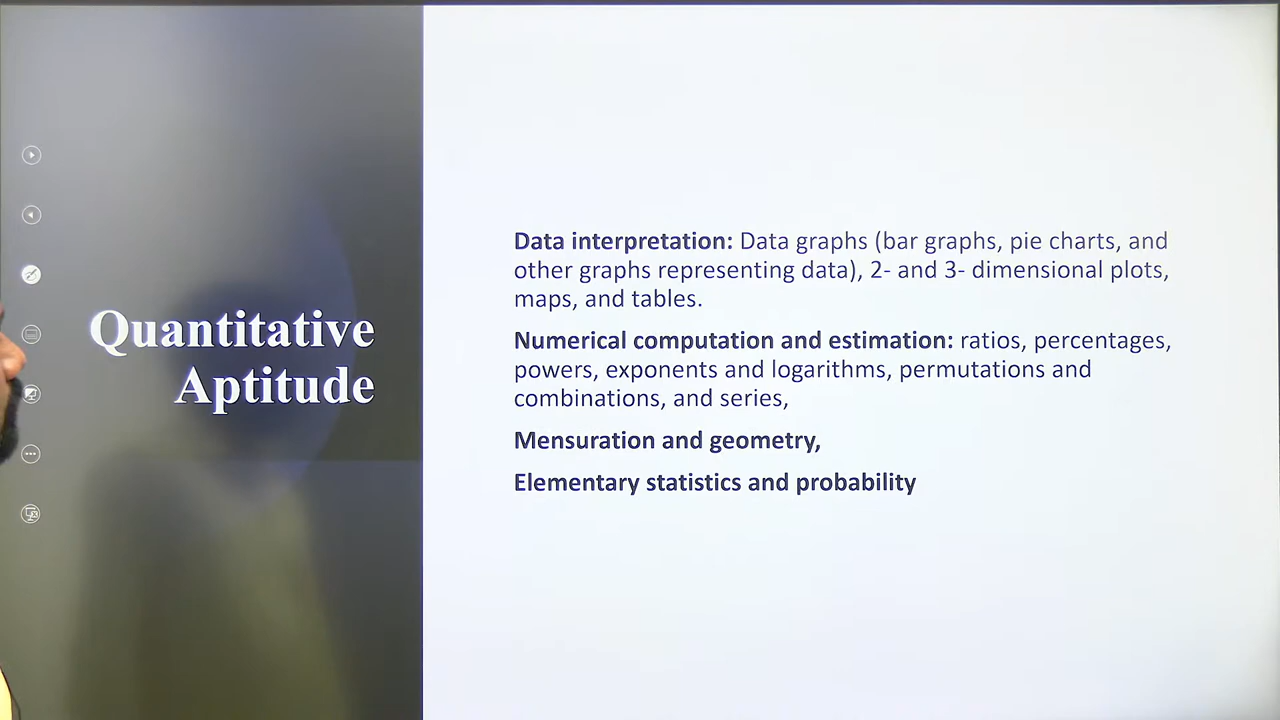 Quantitative
Aptitude
Data interpretation: Data graphs (bar graphs, pie charts, and
other graphs representing data), 2- and 3- dimensional plots,
maps, and tables.
Numerical computation and estimation: ratios, percentages,
powers, exponents and logarithms, permutations and
combinations, and series,
Mensuration and geometry,
Elementary statistics and probability